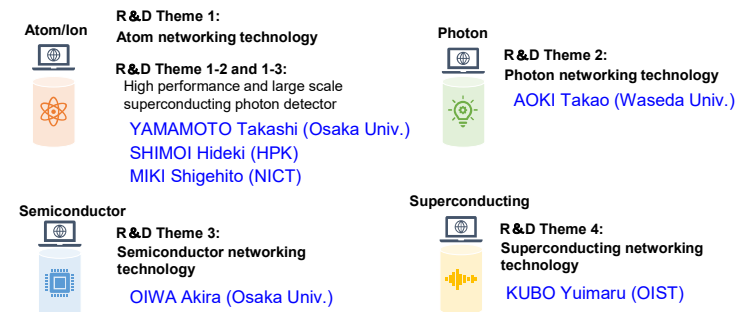 Atom/Ion
R&D Theme 1:
Atom networking technology
R&D Theme 1-2 and 1-3:
High performance and large scale
superconducting photon detector
YAMAMOTO Takashi (Osaka Univ.)
SHIMOI Hideki (HPK)
MIKI Shigehito (NICT)
Photon
R&D Theme 2:
Photon networking technology
AOKI Takao (Waseda Univ.)
Semiconductor
R&D Theme 3:
Semiconductor networking
technology
OIWA Akira (Osaka Univ.)
Superconducting
R&D Theme 4:
Superconducting networking
technology
KUBO Yuimaru (OIST)